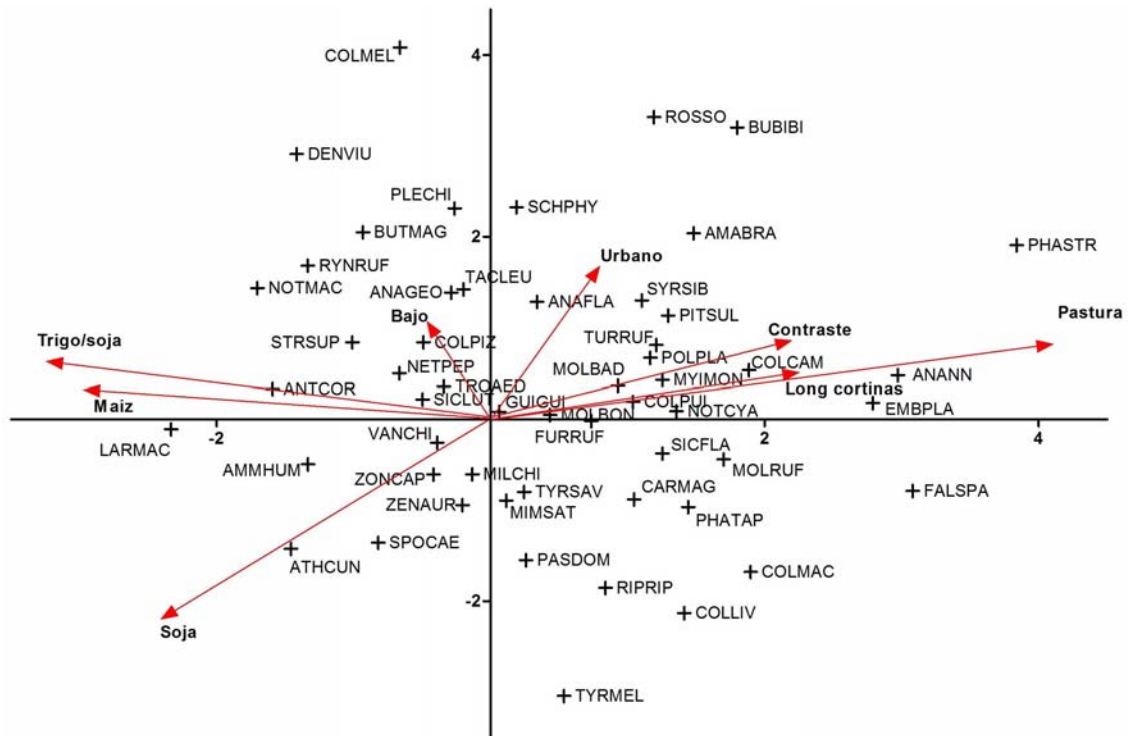 4
COLMEL
ROSSO
BUBIBI
DENVIU
PLECHI
SCHPHY
BUTMAG
2
AMABRA
PHASTR
RYNRUF
Urbano
TACLEU
NOTMAC
ANAGEO
SYRSIB
ANAFLA
Pastura
Bajo
PITSUL
Contraste
Trigo/soja
STRSUP
COLPIZ
TURRUF
POLPLA
COLCAM
NETPEP
MOLBAD
MYIMON
ANANN
ANTCOR
TROAED
Long cortinas
SICLUT
GUIGUI
COLPUI
Maiz
MOLBON
NOTCYA
EMBPLA
-2
2
4
LARMAC
VANCHI
FURRUF
SICFLA
AMMHUM
MOLRUF
ZONCAP
MILCHI
TYRSAV
CARMAG
FALSPA
ZENAUR
MIMSAT
PHATAP
SPOCAE
ATHCUN
PASDOM
COLMAC
RIPRIP
-2
COLLIV
Soja
TYRMEL